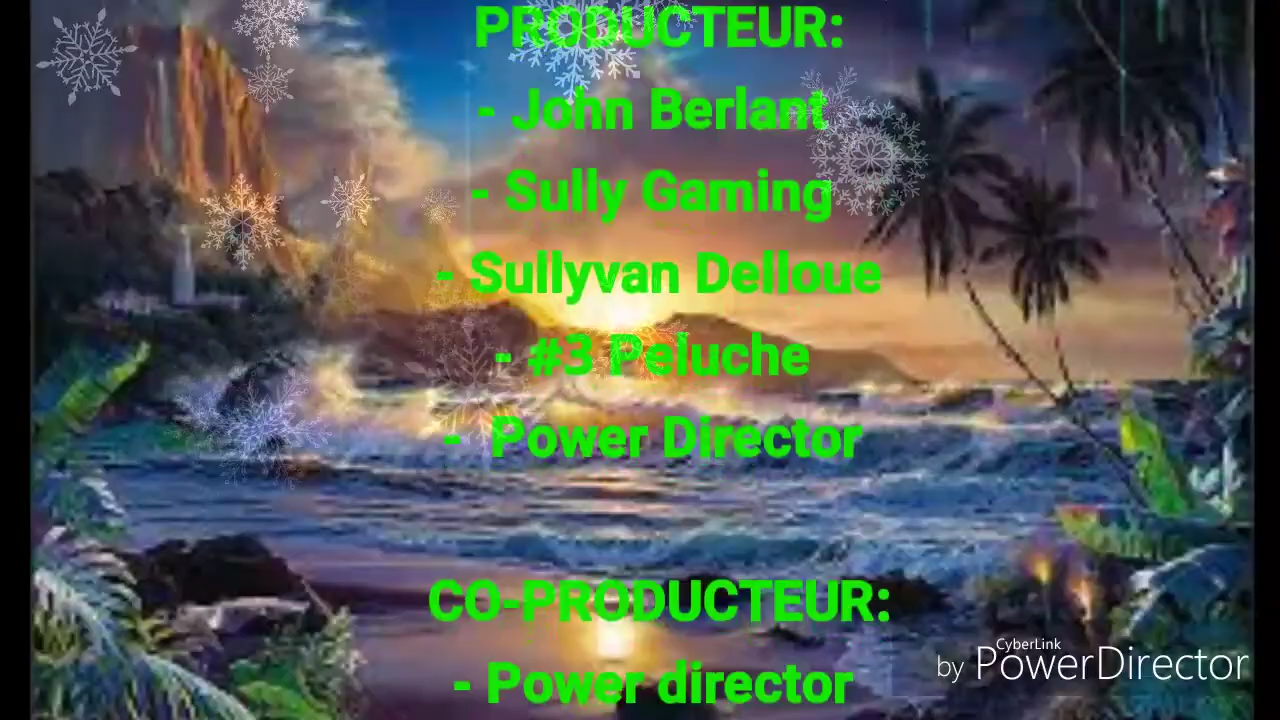 PRODUCTEUR:
- John Berlant
- Sully Gaming
- Sullyvan Delloue
- #3 Peluche
- Power Director
CO-PRODUCTEUR:
- Power director
CyberLink
by PowerDirector